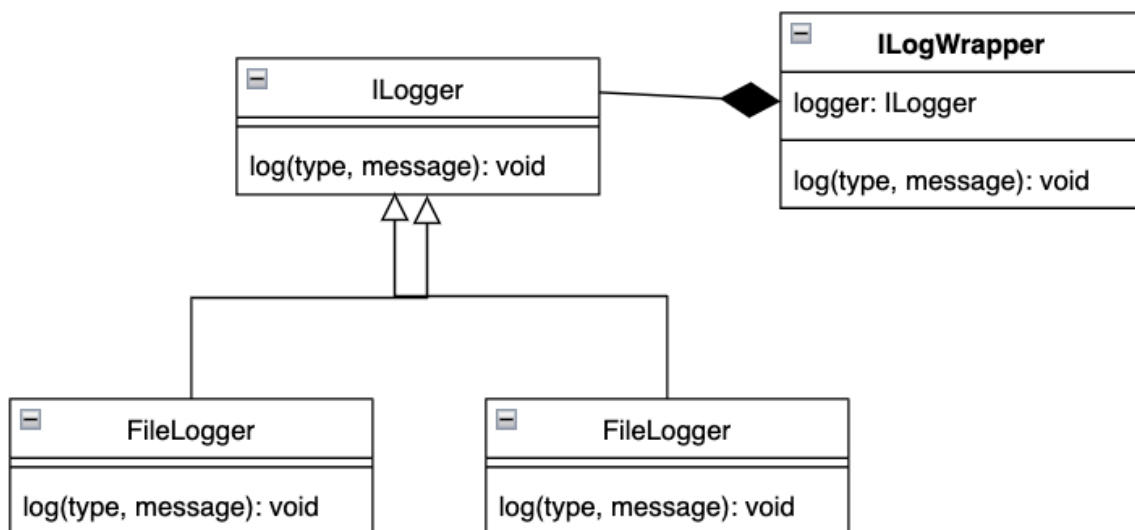 ILogWrapper
ILogger
logger: ILogger
log(type, message): void
log(type, message): void
FileLogger
FileLogger
log(type, message): void
log(type, message): void